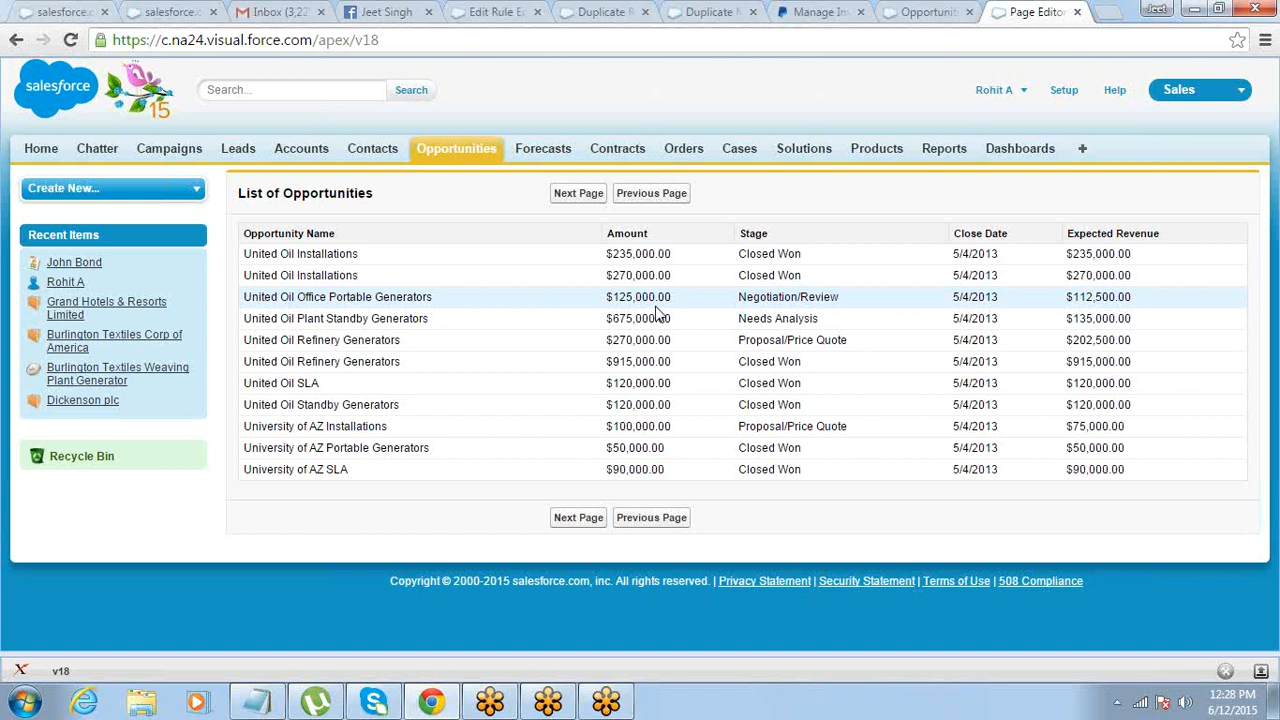 salesforce.c
salesforce.c
Inbox (3,22
Jeet Singh
Edit Rule E
Duplicate R
Duplicate M
Manage In
Opportuni
Page Editor
Jeet
https://c.na24.visual.force.com/apex/v18
salesforce
15
Search...
Search
Rohit A
Setup
Help
Sales
Home
Chatter
Campaigns
Leads
Accounts
Contacts
Opportunities
Forecasts
Contracts
Orders
Cases
Solutions
Products
Reports
Dashboards
+
Create New...
Recent Items
John Bond
Rohit A
Grand Hotels & Resorts
Limited
Burlington Textiles Corp of
America
Burlington Textiles Weaving
Plant Generator
Dickenson plc
Recycle Bin
List of Opportunities
Next Page
Previous Page
Opportunity Name Amount Stage Close Date Expected Revenue
United Oil Installations $235,000.00 Closed Won 5/4/2013 $235,000.00
United Oil Installations $270,000.00 Closed Won 5/4/2013 $270,000.00
United Oil Office Portable Generators $125,000.00 Negotiation/Review 5/4/2013 $112,500.00
United Oil Plant Standby Generators $675,000.00 Needs Analysis 5/4/2013 $135,000.00
United Oil Refinery Generators $270,000.00 Proposal/Price Quote 5/4/2013 $202,500.00
United Oil Refinery Generators $915,000.00 Closed Won 5/4/2013 $915,000.00
United Oil SLA $120,000.00 Closed Won 5/4/2013 $120,000.00
United Oil Standby Generators $120,000.00 Closed Won 5/4/2013 $120,000.00
University of AZ Installations $100,000.00 Proposal/Price Quote 5/4/2013 $75,000.00
University of AZ Portable Generators $50,000.00 Closed Won 5/4/2013 $50,000.00
University of AZ SLA $90,000.00 Closed Won 5/4/2013 $90,000.00
Next Page
Previous Page
Copyright © 2000-2015 salesforce.com, inc. All rights reserved. | Privacy Statement | Security Statement | Terms of Use | 508 Compliance
v18
12:28 PM
6/12/2015